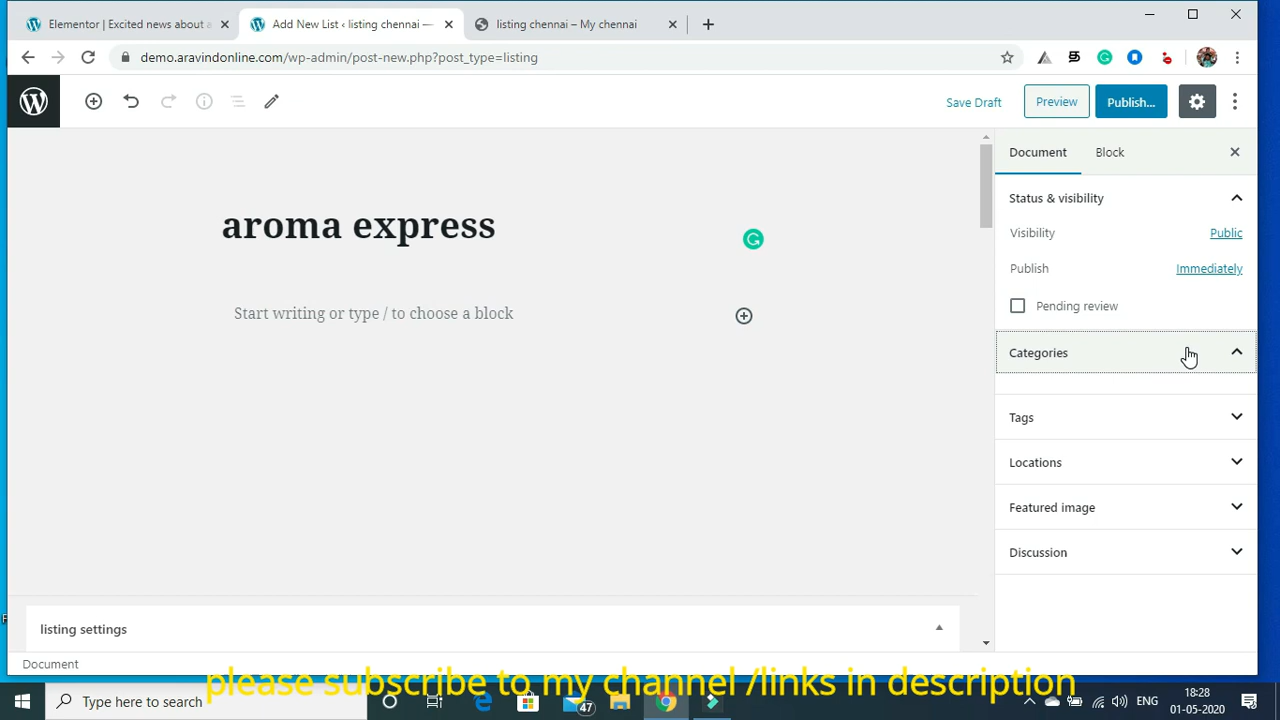 Elementor | Excited news about a
Add New List ‹ listing chennai —
listing chennai – My chennai
demo.aravindonline.com/wp-admin/post-new.php?post_type=listing
Save Draft
Preview
Publish...
Document
Block
aroma express
Start writing or type / to choose a block
Status & visibility
Visibility
Public
Publish
Immediately
Pending review
Categories
Tags
Locations
Featured image
Discussion
listing settings
Document
please subscribe to my channel /links in description
Type here to search
47
ENG
18:28
01-05-2020